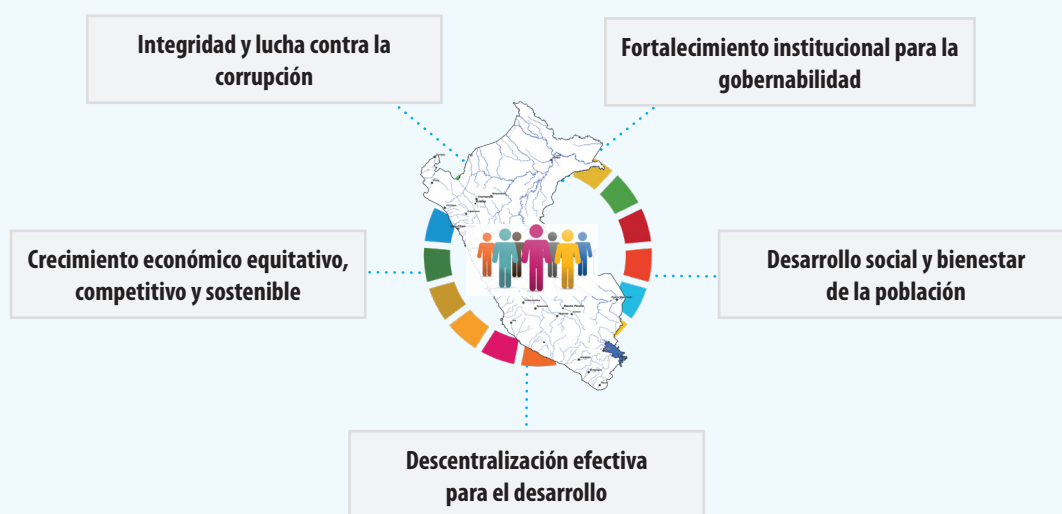 Integridad y lucha contra la
corrupción
Fortalecimiento institucional para la
gobernabilidad
Crecimiento económico equitativo,
competitivo y sostenible
Desarrollo social y bienestar
de la población
Descentralización efectiva
para el desarrollo